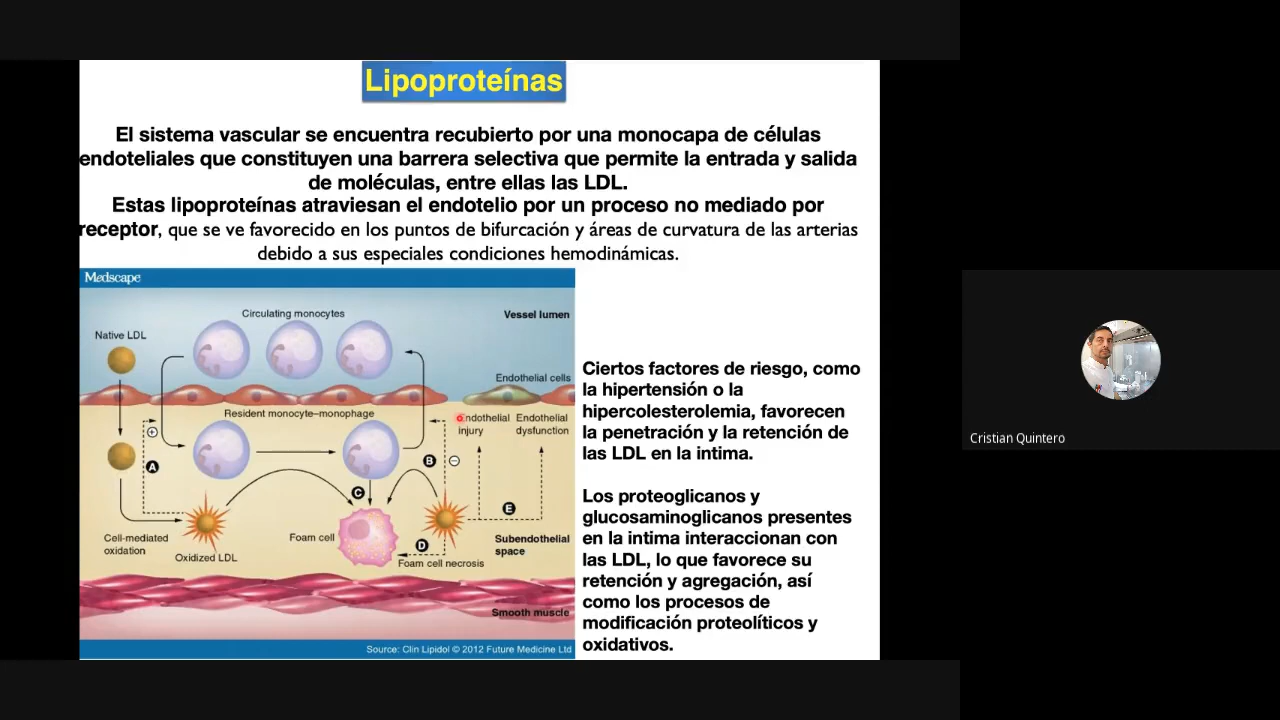 Lipoproteínas
El sistema vascular se encuentra recubierto por una monocapa de células
endoteliales que constituyen una barrera selectiva que permite la entrada y salida
de moléculas, entre ellas las LDL.
Estas lipoproteínas atraviesan el endotelio por un proceso no mediado por
receptor, que se ve favorecido en los puntos de bifurcación y áreas de curvatura de las arterias
debido a sus especiales condiciones hemodinámicas.
Medscape
Circulating monocytes
Vessel lumen
Native LDL
Endothelial cells
Resident monocyte–monophage
Endothelial
injury
Endothelial
dysfunction
A
B
C
E
D
Cell-mediated
oxidation
Oxidized LDL
Foam cell
Foam cell necrosis
Subendothelial
space
Smooth muscle
Source: Clin Lipidol © 2012 Future Medicine Ltd
Ciertos factores de riesgo, como
la hipertensión o la
hipercolesterolemia, favorecen
la penetración y la retención de
las LDL en la intima.
Los proteoglicanos y
glucosaminoglicanos presentes
en la intima interaccionan con
las LDL, lo que favorece su
retención y agregación, así
como los procesos de
modificación proteolíticos y
oxidativos.
Cristian Quintero